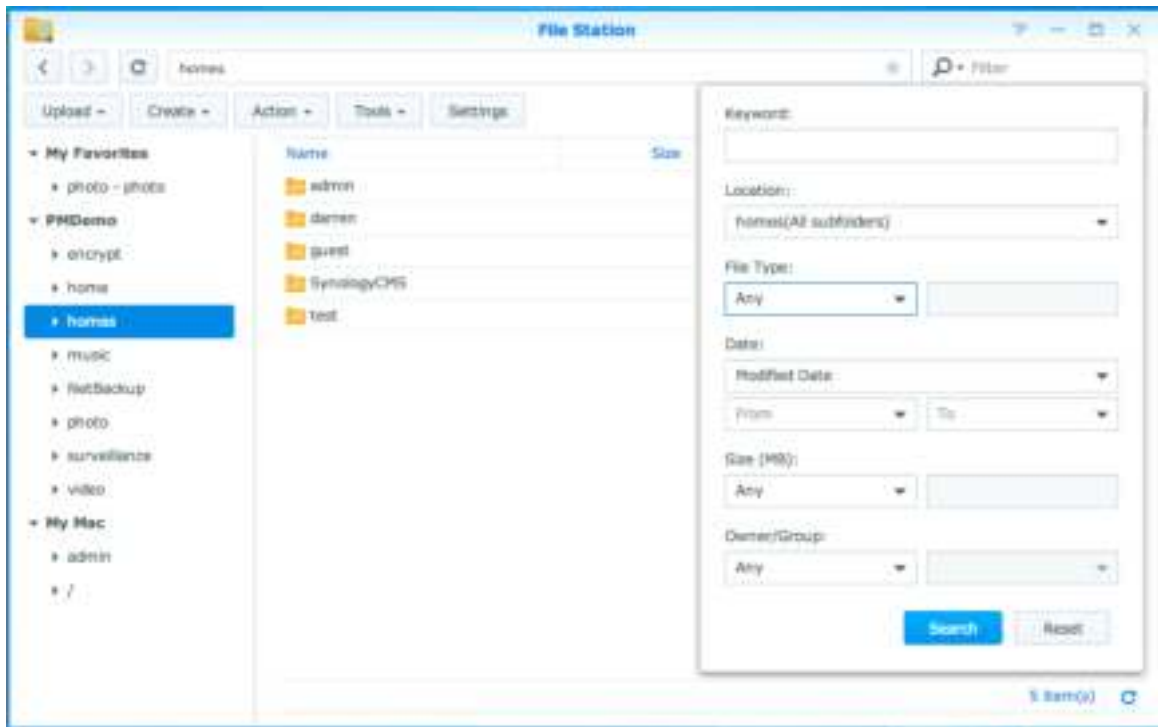 File Station
homes
Filter
Upload Create Action Tools Settings
My Favorites
photo - photo
PMDemo
encrypt
home
homes
music
NetBackup
photo
surveillance
video
My Mac
admin
/
Name Size
admin
darren
guest
SynologyCMS
test
Keyword:
Location:
homes(All subfolders)
File Type:
Any
Date:
Modified Date
From To
Size (MB):
Any
Owner/Group:
Any
Search Reset
5 item(s)